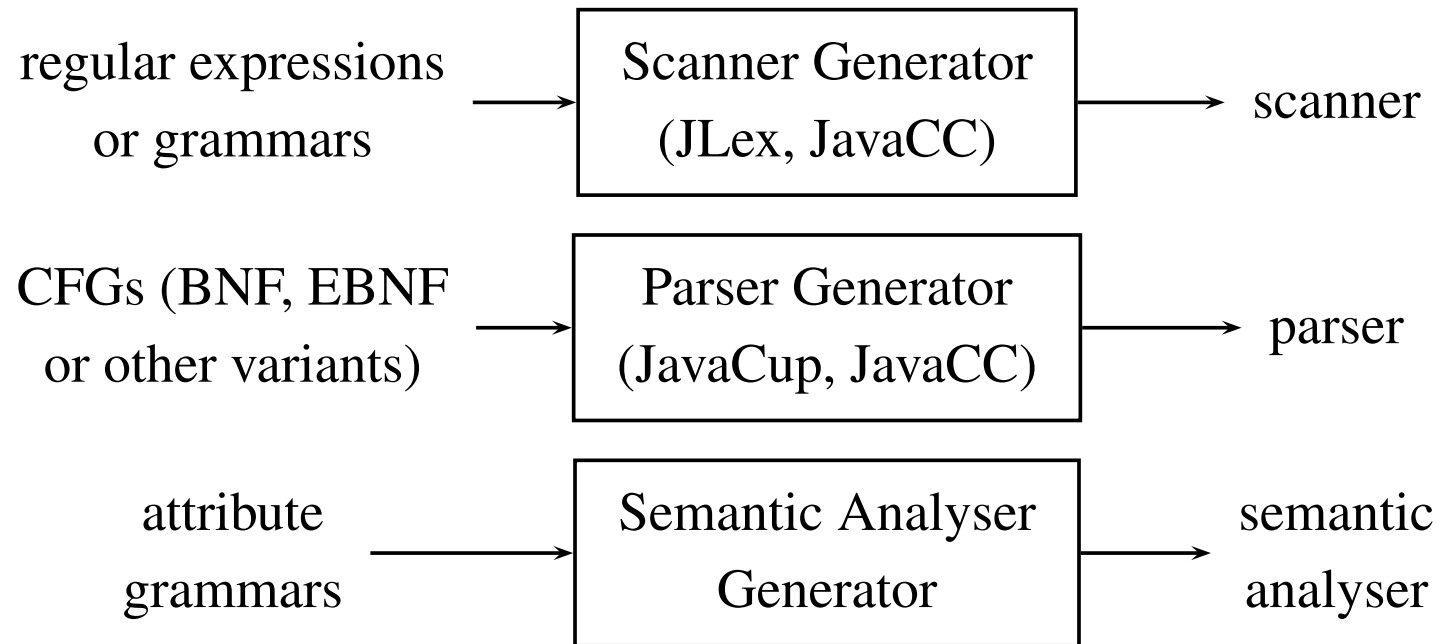 regular expressions
or grammars
Scanner Generator
(JLex, JavaCC)
scanner
CFGs (BNF, EBNF
or other variants)
Parser Generator
(JavaCup, JavaCC)
parser
attribute
grammars
Semantic Analyser
Generator
semantic
analyser